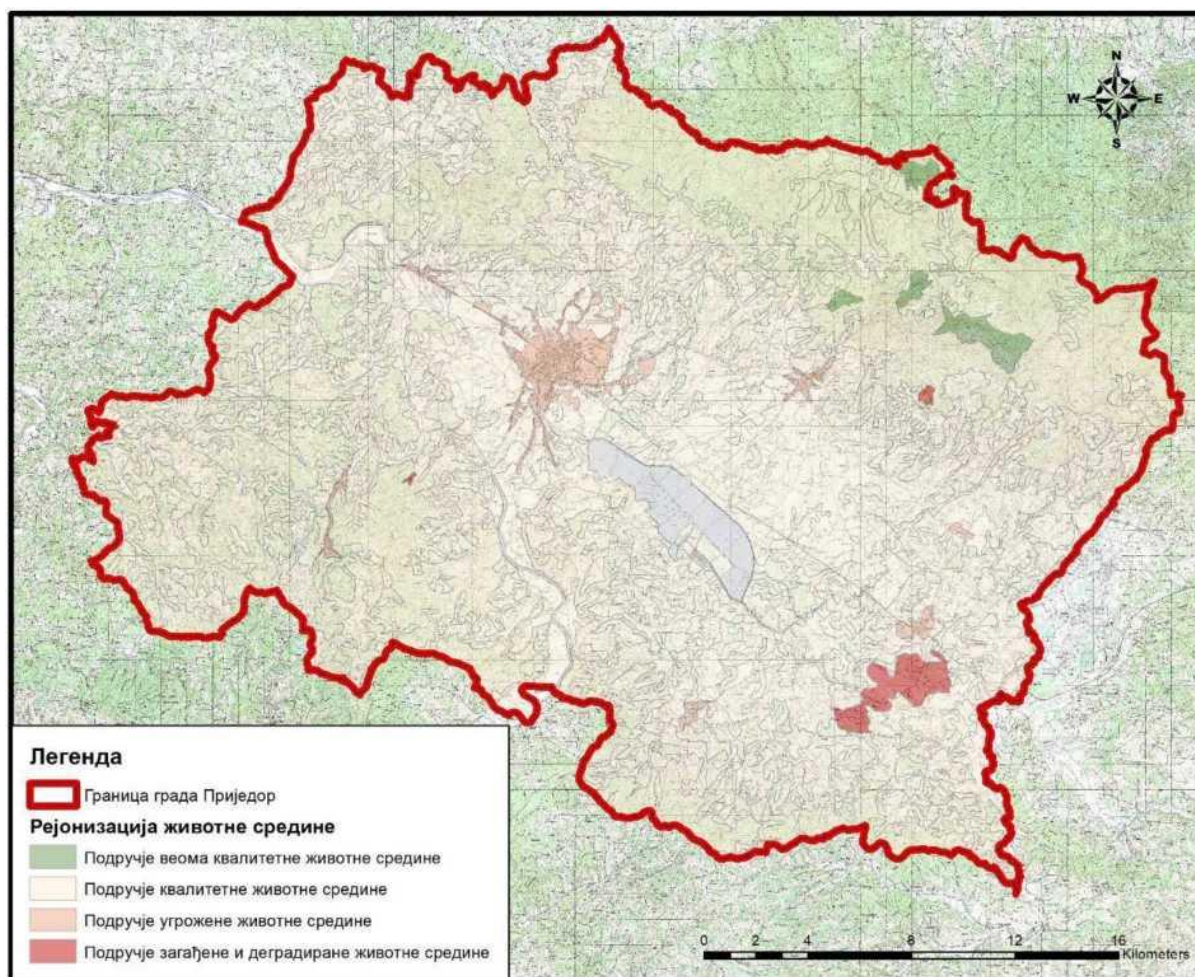 N
W E
S
Легенда
Граница града Приједор
Рејонизација животне средине
Подручје веома квалитетне животне средине
Подручје квалитетне животне средине
Подручје угрожене животне средине
Подручје загађене и деградиране животне средине
0 2 4 8 12 16
Kilometers